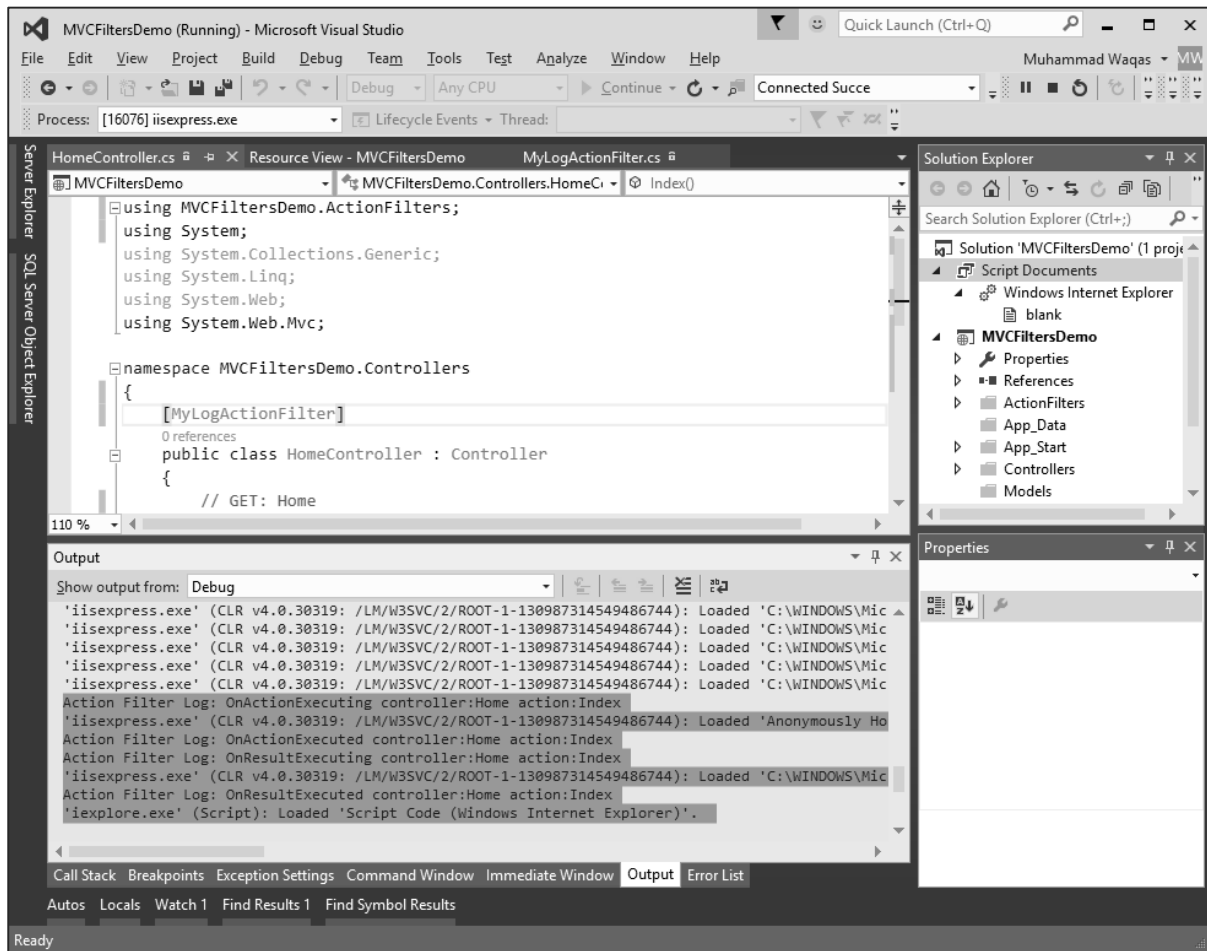 MVCFiltersDemo (Running) - Microsoft Visual Studio
Quick Launch (Ctrl+Q)
File Edit View Project Build Debug Team Tools Test Analyze Window Help
Muhammad Waqas MW
Debug Any CPU Continue Connected Succe
Process: [16076] iisexpress.exe Lifecycle Events Thread:
Server Explorer
SQL Server Object Explorer
HomeController.cs Resource View - MVCFiltersDemo MyLogActionFilter.cs
MVCFiltersDemo MVCFiltersDemo.Controllers.HomeC Index()
using MVCFiltersDemo.ActionFilters;
using System;
using System.Collections.Generic;
using System.Linq;
using System.Web;
using System.Web.Mvc;
namespace MVCFiltersDemo.Controllers
{
[MyLogActionFilter]
0 references
public class HomeController : Controller
{
// GET: Home
110 %
Solution Explorer
Search Solution Explorer (Ctrl+;)
Solution 'MVCFiltersDemo' (1 proje
Script Documents
Windows Internet Explorer
blank
MVCFiltersDemo
Properties
References
ActionFilters
App_Data
App_Start
Controllers
Models
Output
Show output from: Debug
'iisexpress.exe' (CLR v4.0.30319: /LM/W3SVC/2/ROOT-1-130987314549486744): Loaded 'C:\WINDOWS\Mic
'iisexpress.exe' (CLR v4.0.30319: /LM/W3SVC/2/ROOT-1-130987314549486744): Loaded 'C:\WINDOWS\Mic
'iisexpress.exe' (CLR v4.0.30319: /LM/W3SVC/2/ROOT-1-130987314549486744): Loaded 'C:\WINDOWS\Mic
'iisexpress.exe' (CLR v4.0.30319: /LM/W3SVC/2/ROOT-1-130987314549486744): Loaded 'C:\WINDOWS\Mic
'iisexpress.exe' (CLR v4.0.30319: /LM/W3SVC/2/ROOT-1-130987314549486744): Loaded 'C:\WINDOWS\Mic
Action Filter Log: OnActionExecuting controller:Home action:Index
'iisexpress.exe' (CLR v4.0.30319: /LM/W3SVC/2/ROOT-1-130987314549486744): Loaded 'Anonymously Ho
Action Filter Log: OnActionExecuted controller:Home action:Index
Action Filter Log: OnResultExecuting controller:Home action:Index
'iisexpress.exe' (CLR v4.0.30319: /LM/W3SVC/2/ROOT-1-130987314549486744): Loaded 'C:\WINDOWS\Mic
Action Filter Log: OnResultExecuted controller:Home action:Index
'iexplore.exe' (Script): Loaded 'Script Code (Windows Internet Explorer)'.
Properties
Call Stack Breakpoints Exception Settings Command Window Immediate Window Output Error List
Autos Locals Watch 1 Find Results 1 Find Symbol Results
Ready